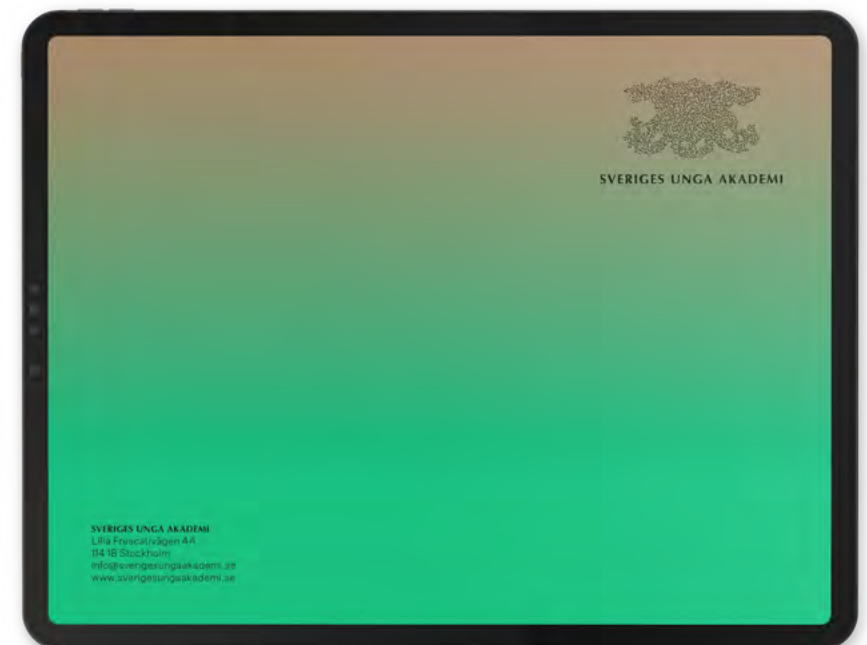 SVERIGES UNGA AKADEMI
SVERIGES UNGA AKADEMI
Lilla Frescativägen 4A
114 18 Stockholm
info@sverigesungaakademi.se
www.sverigesungaakademi.se